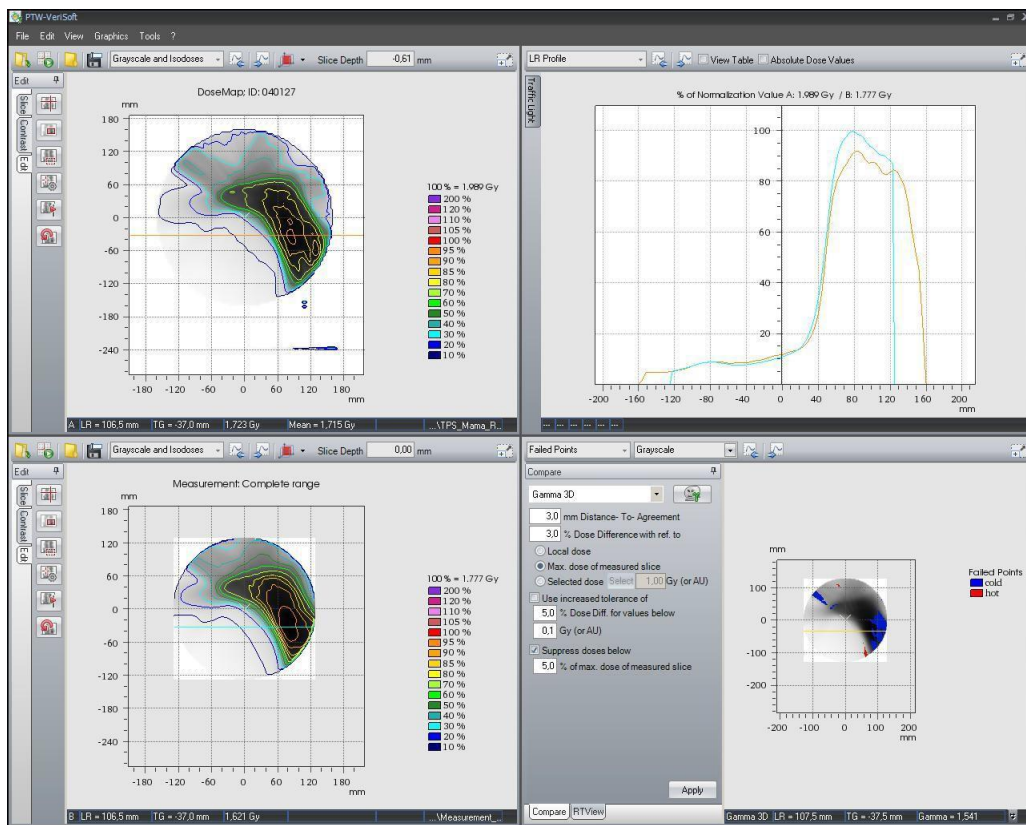 PTW-VeriSoft
File Edit View Graphics Tools ?
Grayscale and Isodoses Slice Depth -0,61 mm
Edit
Slice Contrast Edit
DoseMap; ID: 040127
mm
180
120
60
0
-60
-120
-180
-240
-180 -120 -60 0 60 120 180
mm
100 % = 1.989 Gy
200 %
120 %
110 %
105 %
100 %
95 %
90 %
85 %
80 %
70 %
60 %
50 %
40 %
30 %
20 %
10 %
A LR = 106,5 mm TG = -37,0 mm 1,723 Gy Mean = 1,715 Gy ...\TPS_Mama_R...
LR Profile View Table Absolute Dose Values
Traffic Light
% of Normalization Value A: 1.989 Gy / B: 1.777 Gy
100
80
60
40
20
-200 -160 -120 -80 -40 0 40 80 120 160 200
mm
--- --- --- --- --- ---
Grayscale and Isodoses Slice Depth 0,00 mm
Edit
Slice Contrast Edit
Measurement: Complete range
mm
180
120
60
0
-60
-120
-180
-240
-180 -120 -60 0 60 120 180
mm
100 % = 1.777 Gy
200 %
120 %
110 %
105 %
100 %
95 %
90 %
85 %
80 %
70 %
60 %
50 %
40 %
30 %
20 %
10 %
B LR = 106,5 mm TG = -37,0 mm 1,621 Gy ...\Measurement_...
Failed Points Grayscale
Compare
Gamma 3D
3,0 mm Distance- To- Agreement
3,0 % Dose Difference with ref. to
Local dose
Max. dose of measured slice
Selected dose Select 1,00 Gy (or AU)
Use increased tolerance of
5,0 % Dose Diff. for values below
0,1 Gy (or AU)
Suppress doses below
5,0 % of max. dose of measured slice
Apply
Compare RTView
mm
100
0
-100
-200
-200 -100 0 100 200
mm
Failed Points
cold
hot
Gamma 3D LR = 107,5 mm TG = -37,5 mm Gamma = 1,541